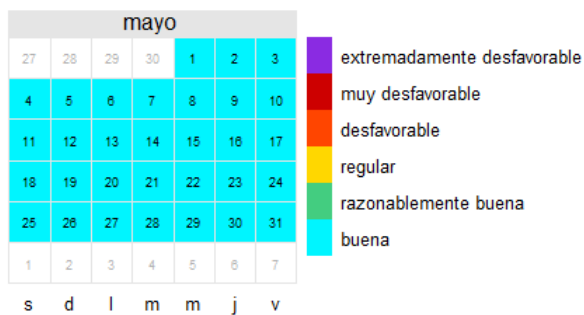 mayo
27 28 29 30 1 2 3
4 5 6 7 8 9 10
11 12 13 14 15 16 17
18 19 20 21 22 23 24
25 26 27 28 29 30 31
1 2 3 4 5 6 7
s d l m m j v
extremadamente desfavorable
muy desfavorable
desfavorable
regular
razonablemente buena
buena